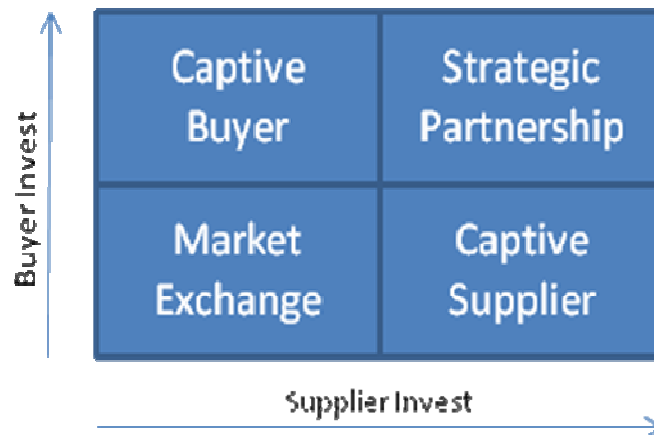 Captive
Buyer
Strategic
Partnership
Buyer Invest
Market
Exchange
Captive
Supplier
Supplier Invest